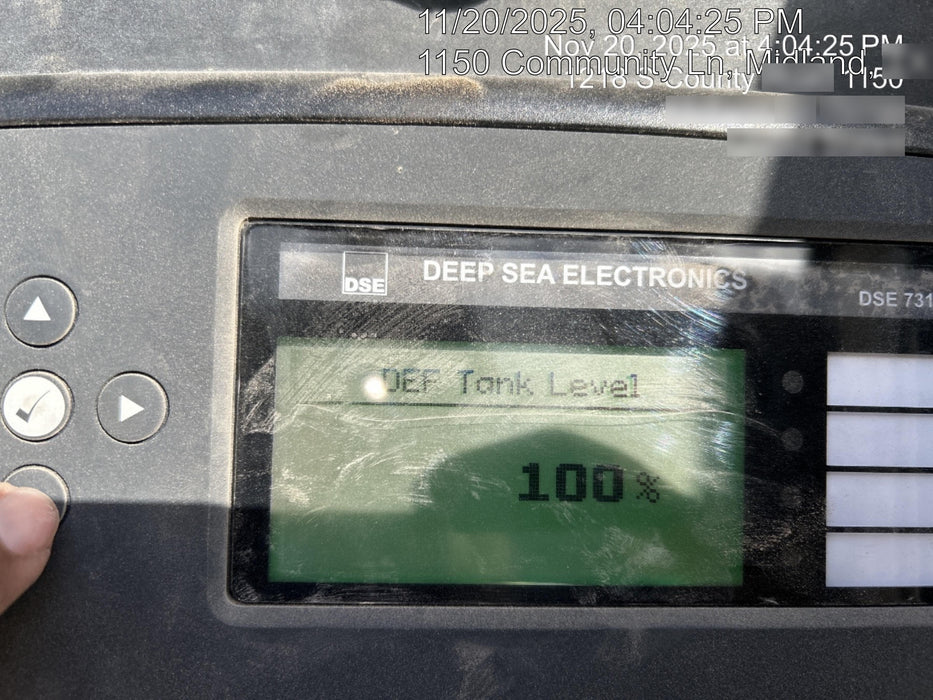 11/20/2025, 04:04:25 PM
Nov 20, 2025 at 4:04:25 PM
1150 Community Ln, Midland,
1218 S County 1150
DSE
DEEP SEA ELECTRONICS
DSE 731
DEF Tank Level
100 %